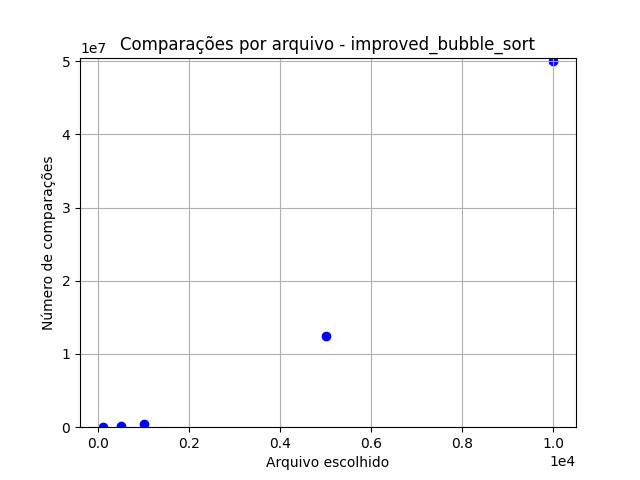 Comparações por arquivo - improved_bubble_sort
1e7
5
4
3
2
1
0
Número de comparações
0.0 0.2 0.4 0.6 0.8 1.0
1e4
Arquivo escolhido